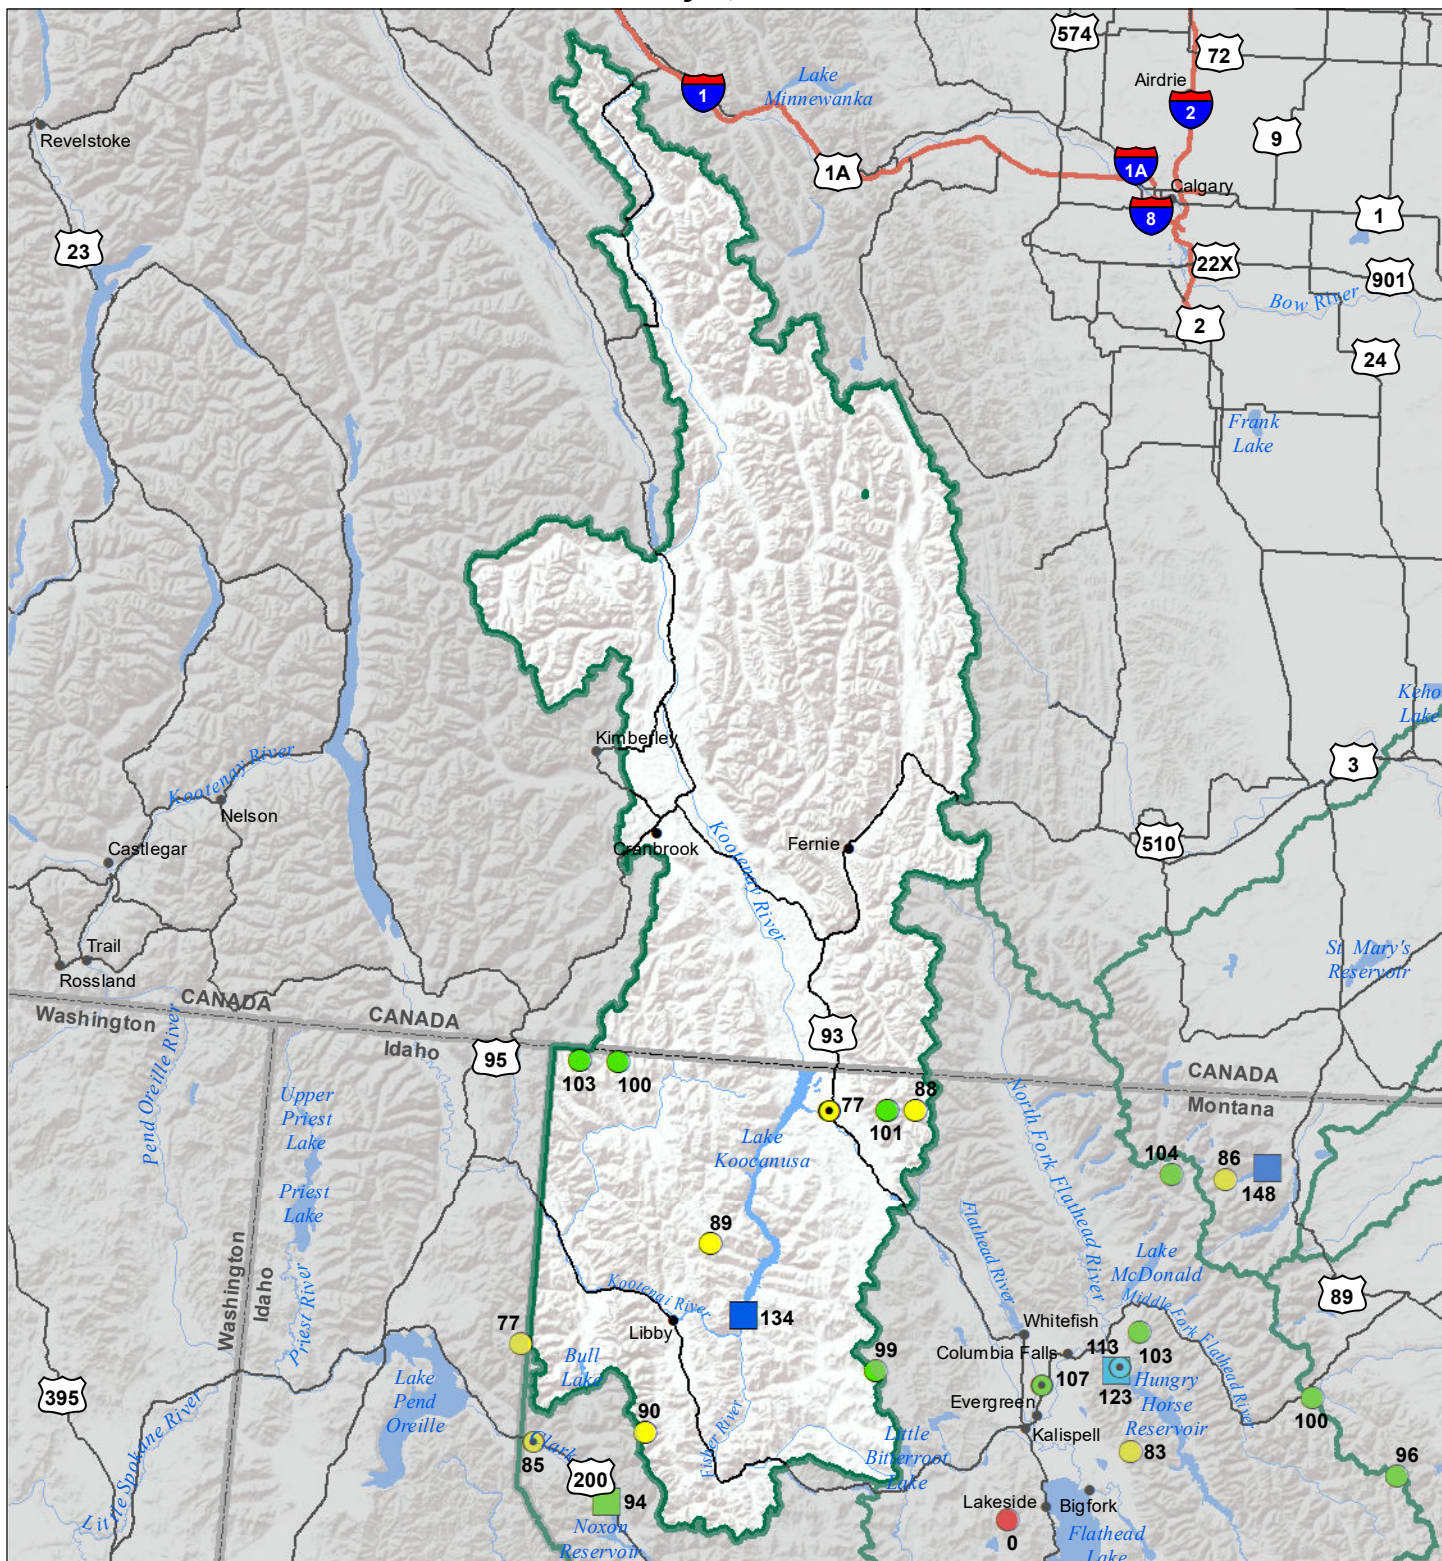 574
72
Airdrie
Lake
Minnewanka
1
2
9
Revelstoke
1A
1A
Calgary
8
1
23
22X
901
Bow River
2
24
Frank
Lake
Keho
Lake
Kimberley
Kootenay River
3
Nelson
Kootenay River
Castlegar
Cranbrook
Fernie
510
Trail
Rossland
St. Mary's
Reservoir
CANADA
Washington
CANADA
Idaho
95
93
CANADA
Montana
Pend Oreille River
103
100
77
101
88
Upper
Priest
Lake
Priest
Lake
Lake
Koocanusa
North Fork Flathead River
104
86
148
89
Flathead River
Lake
McDonald
Middle Fork Flathead River
Washington
Idaho
Priest River
Kootenai River
134
Libby
77
Bull
Lake
99
Whitefish
Columbia Falls
113
103
123
107
Hungry
Horse
Reservoir
Evergreen
Kalispell
89
100
395
Lake
Pend
Oreille
90
Clark
85
200
94
Noxon
Reservoir
Fisher River
Little
Bitterroot
Lake
83
96
Little Spokane River
Lakeside
Bigfork
0
Flathead
Lake